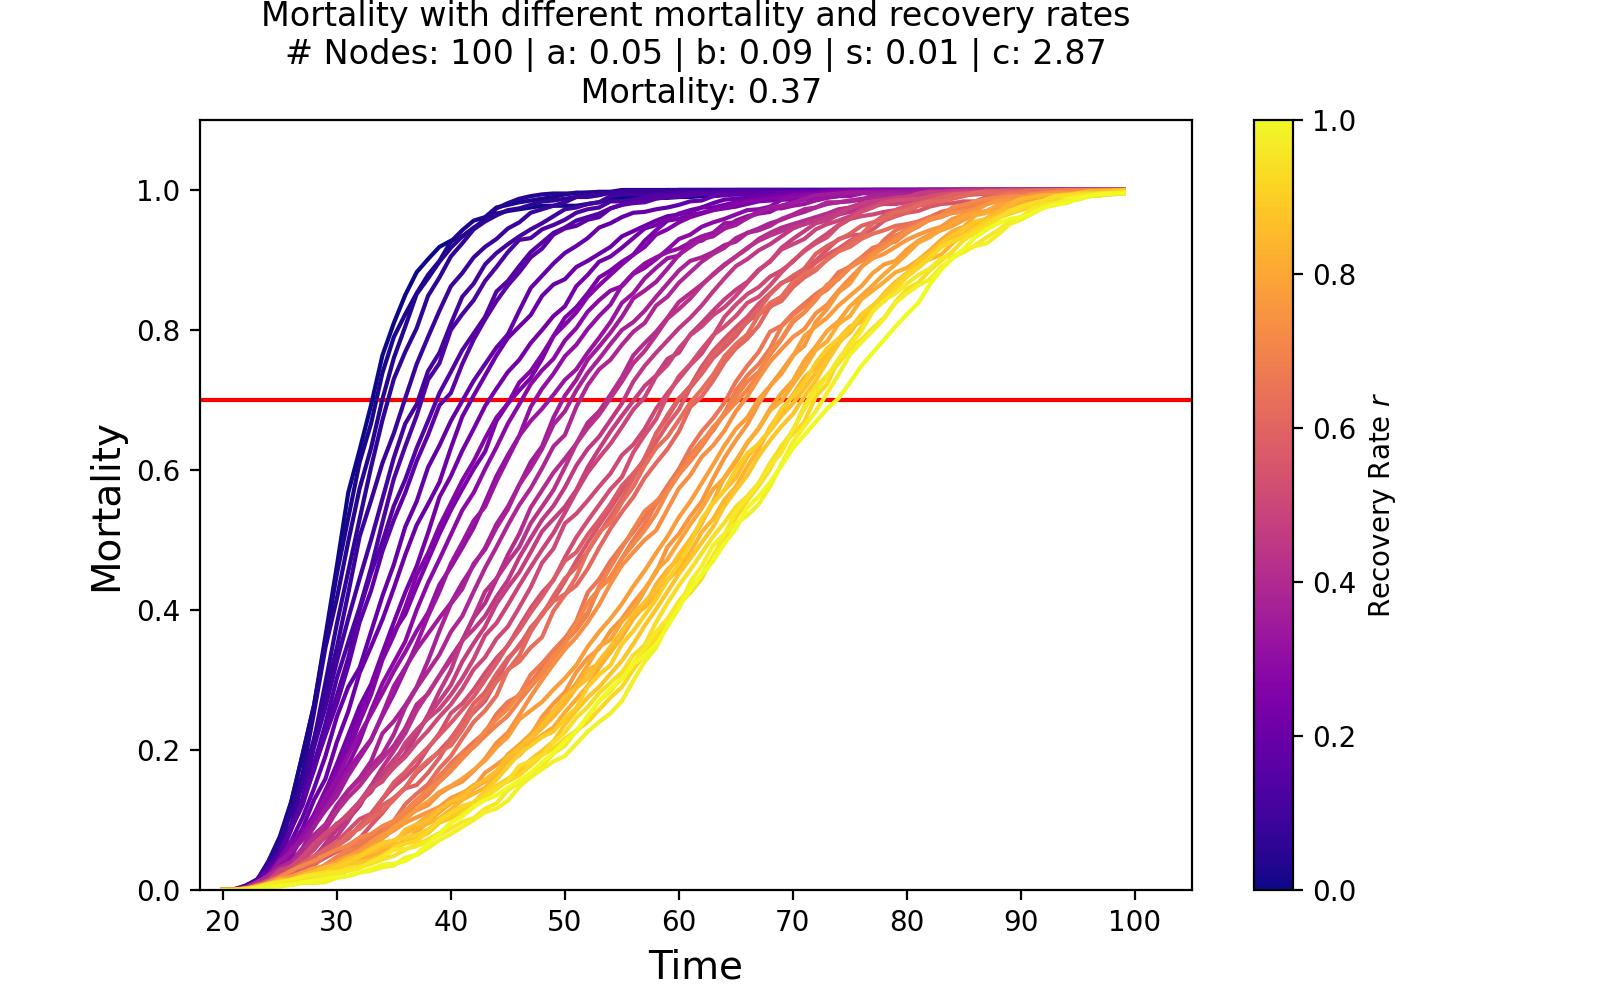 Mortality with different mortality and recovery rates
# Nodes: 100 | a: 0.05 | b: 0.09 | s: 0.01 | c: 2.87
Mortality: 0.37
Mortality
1.0
0.8
0.6
0.4
0.2
0.0
20 30 40 50 60 70 80 90 100
Time
1.0
0.8
0.6
0.4
0.2
0.0
Recovery Rate r